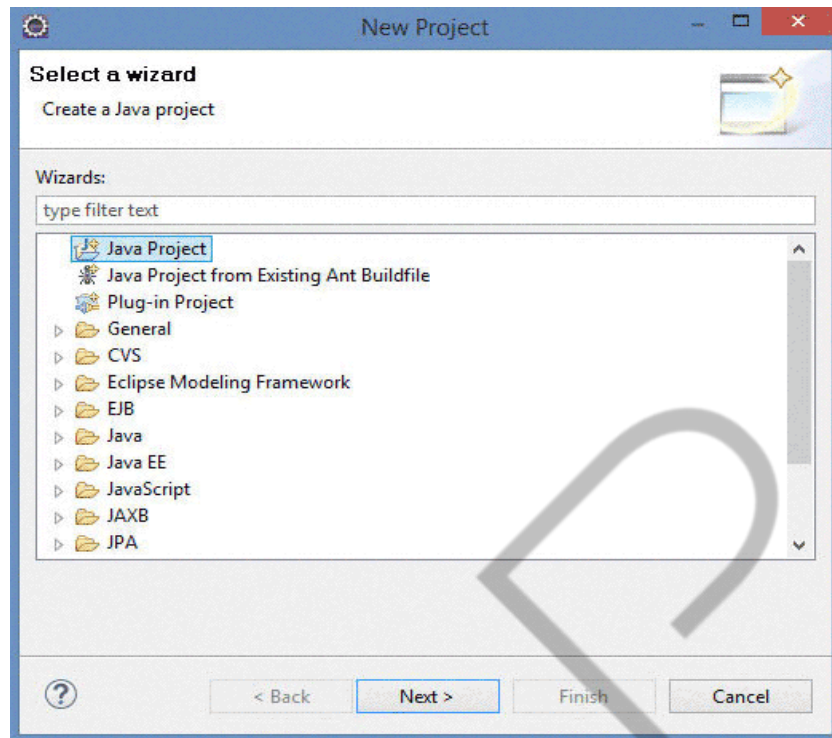 New Project
Select a wizard
Create a Java project
Wizards:
type filter text
Java Project
Java Project from Existing Ant Buildfile
Plug-in Project
General
CVS
Eclipse Modeling Framework
EJB
Java
Java EE
JavaScript
JAXB
JPA
? < Back Next > Finish Cancel